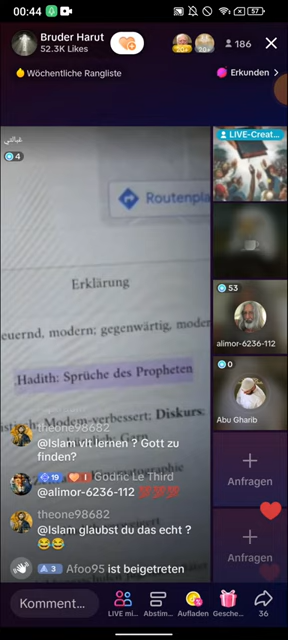 00:44
57
Bruder Harut
52.3K Likes
186
Wöchentliche Rangliste
Erkunden >
LIVE-Creat...
4
Routenpla
Erklärung
euernd, modern; gegenwärtig, moder
Hadith: Sprüche des Propheten
Modem-verbessert; Diskurs:
53
alimor-6236-112
0
Abu Gharib
theone98682
@Islam vlt lernen ? Gott zu
finden?
19 1 Godric Le Third
@alimor-6236-112 💯💯💯
theone98682
@Islam glaubst du das echt ?
😂😂
3 Afoo95 ist beigetreten
+
Anfragen
+
Anfragen
Komment...
LIVE mi...
Abstim...
Aufladen
Gesche...
36